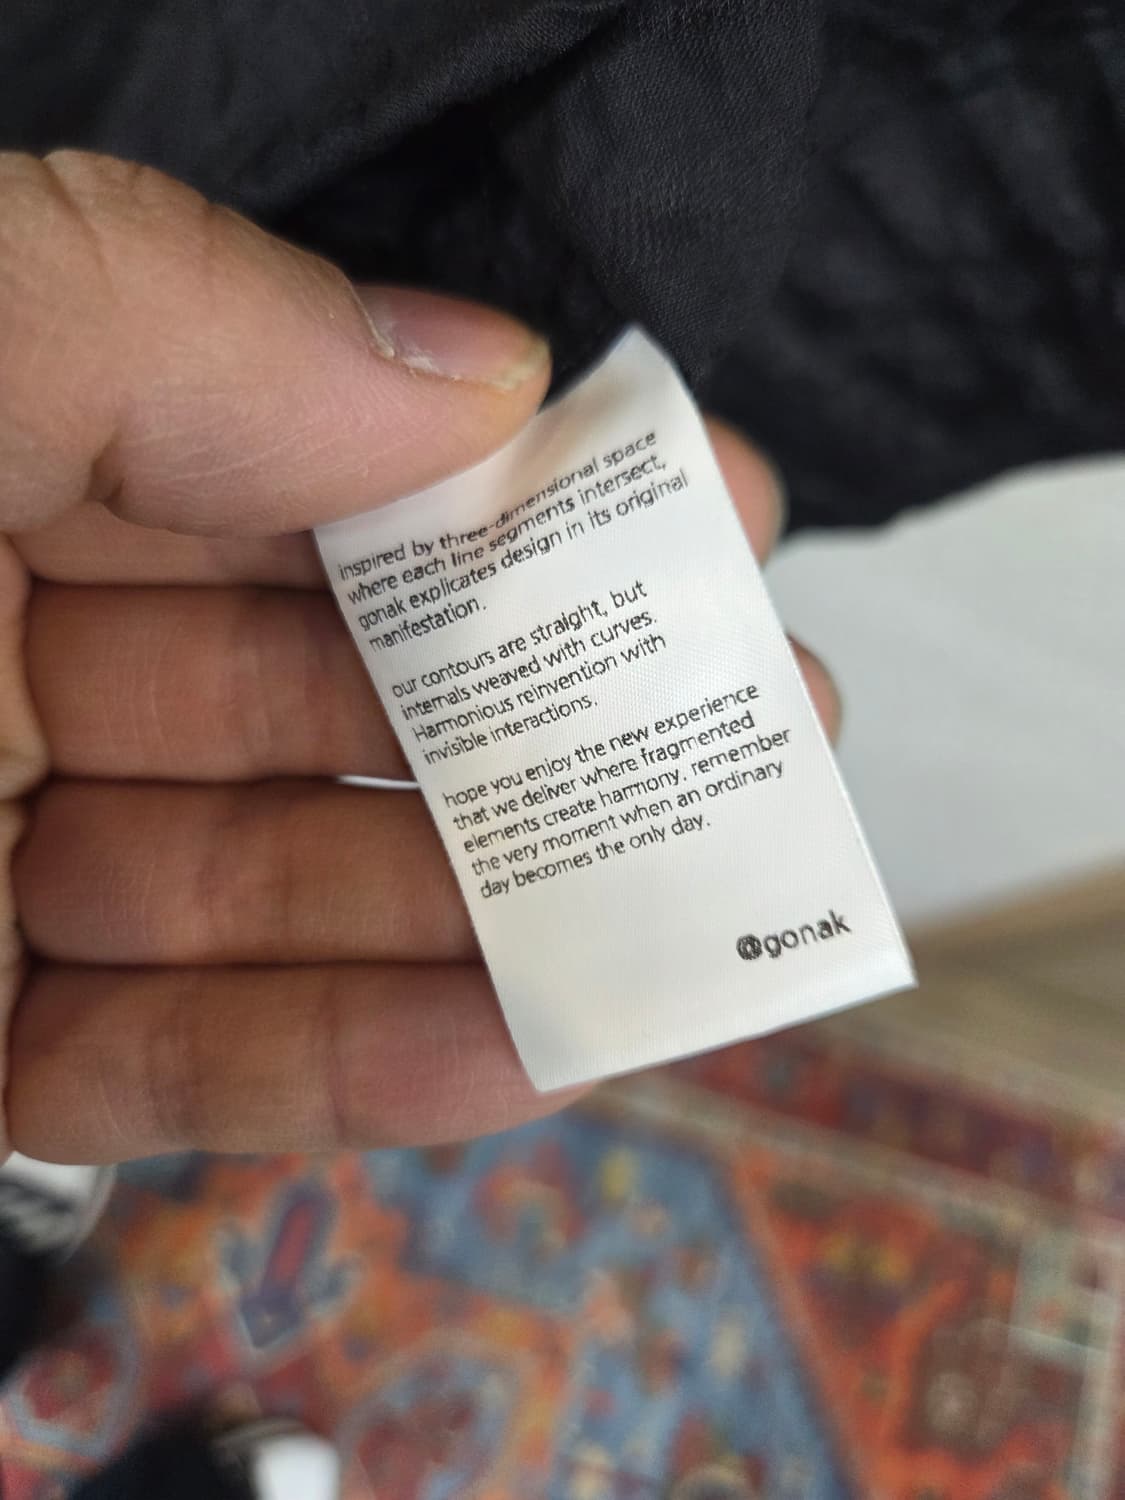 inspired by three-dimensional space
where each line segments intersect,
gonak explicates design in its original
manifestation.
our contours are straight, but
internals weaved with curves.
Harmonious reinvention with
invisible interactions.
hope you enjoy the new experience
that we deliver where fragmented
elements create harmony. remember
the very moment when an ordinary
day becomes the only day.
@gonak